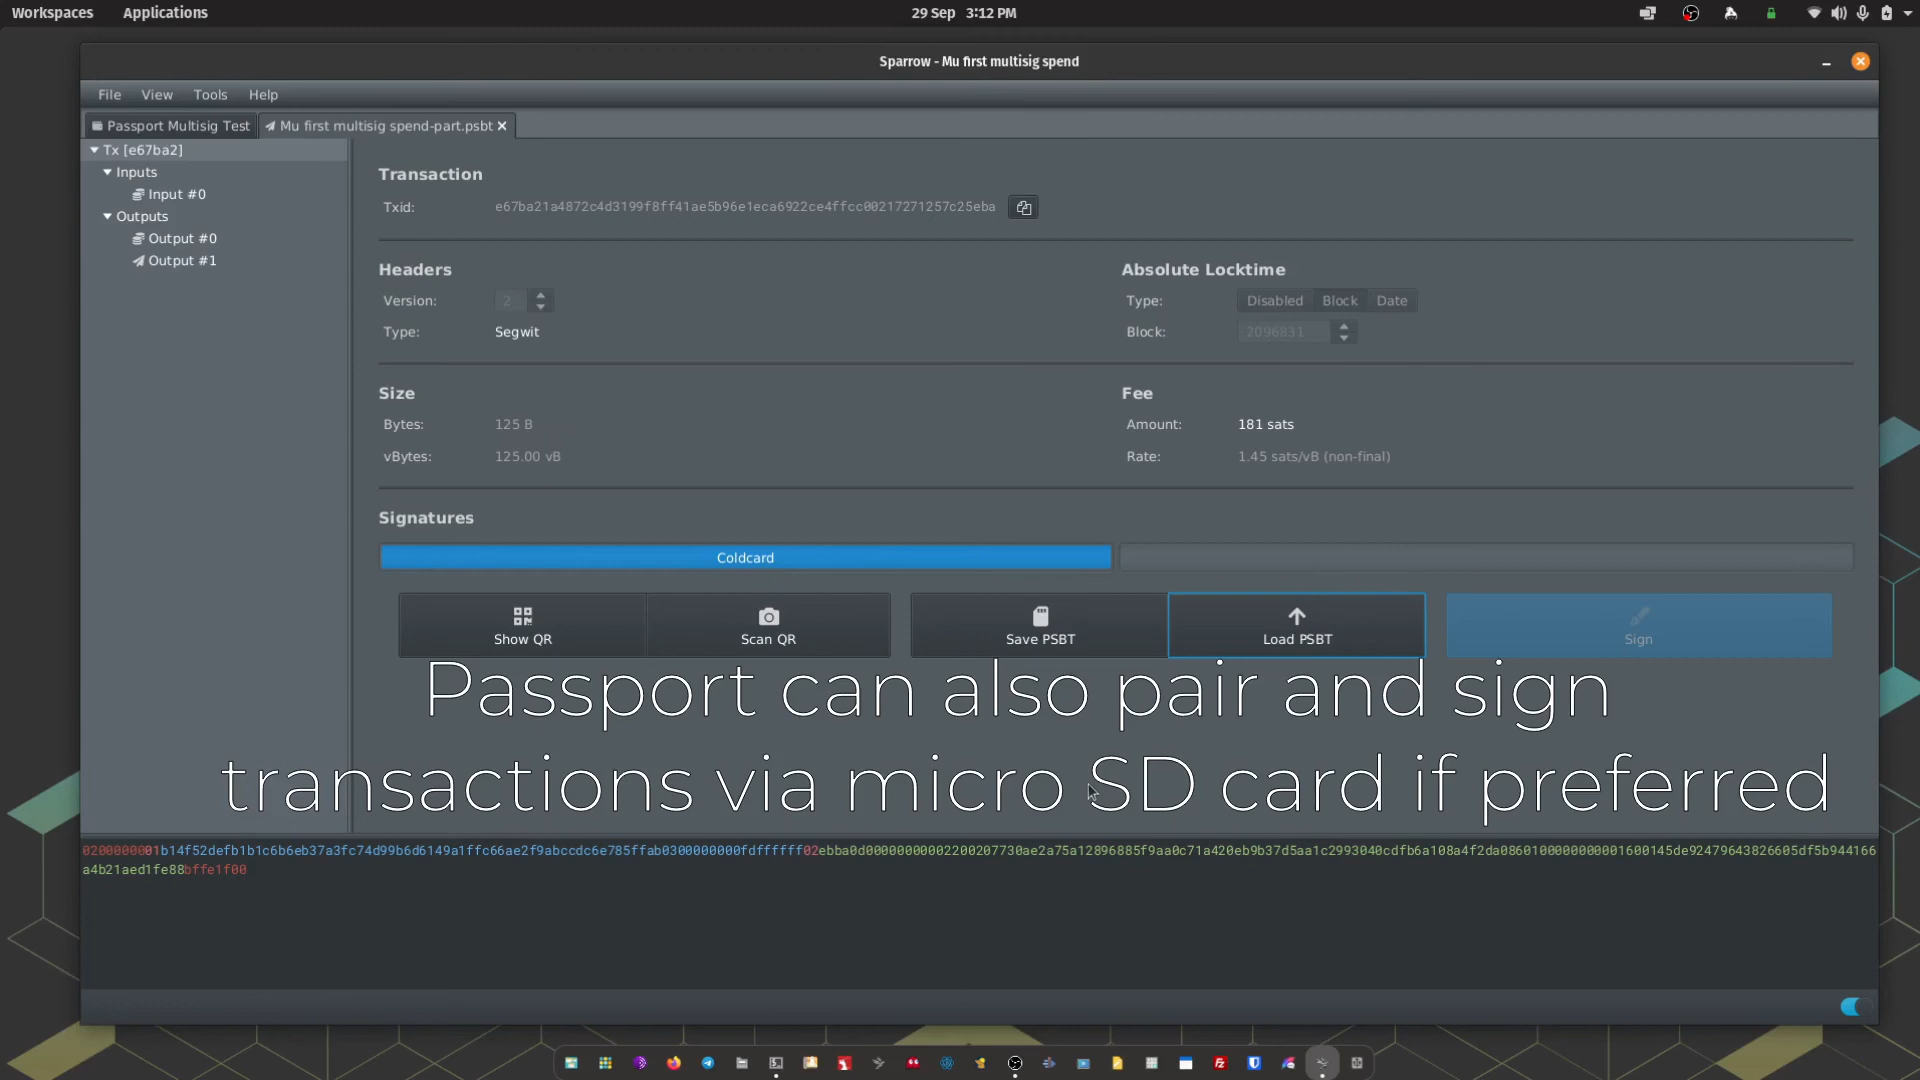 Workspaces Applications 29 Sep 3:12 PM
Sparrow - Mu first multisig spend
File View Tools Help
Passport Multisig Test Mu first multisig spend-part.psbt
Tx [e67ba2]
Inputs
Input #0
Outputs
Output #0
Output #1
Transaction
Txid: e67ba21a4872c4d3199f8ff41ae5b96e1eca6922ce4ffcc00217271257c25eba
Headers Absolute Locktime
Version: 2 Type: Disabled Block Date
Type: Segwit Block: 2096831
Size Fee
Bytes: 125 B Amount: 181 sats
vBytes: 125.00 vB Rate: 1.45 sats/vB (non-final)
Signatures
Coldcard
Show QR Scan QR Save PSBT Load PSBT Sign
Passport can also pair and sign
transactions via micro SD card if preferred
0200000001b14f52defb1b1c6b6eb37a3fc74d99b6d6149a1ffc66ae2f9abccdc6e785ffab0300000000fdffffff02ebba0d00000000002200207730ae2a75a12896885f9aa0c71a420eb9b37d5aa1c2993040cdfb6a108a4f2da0860100000000001600145de92479643826605df5b944166
a4b21aed1fe88bffe1f00